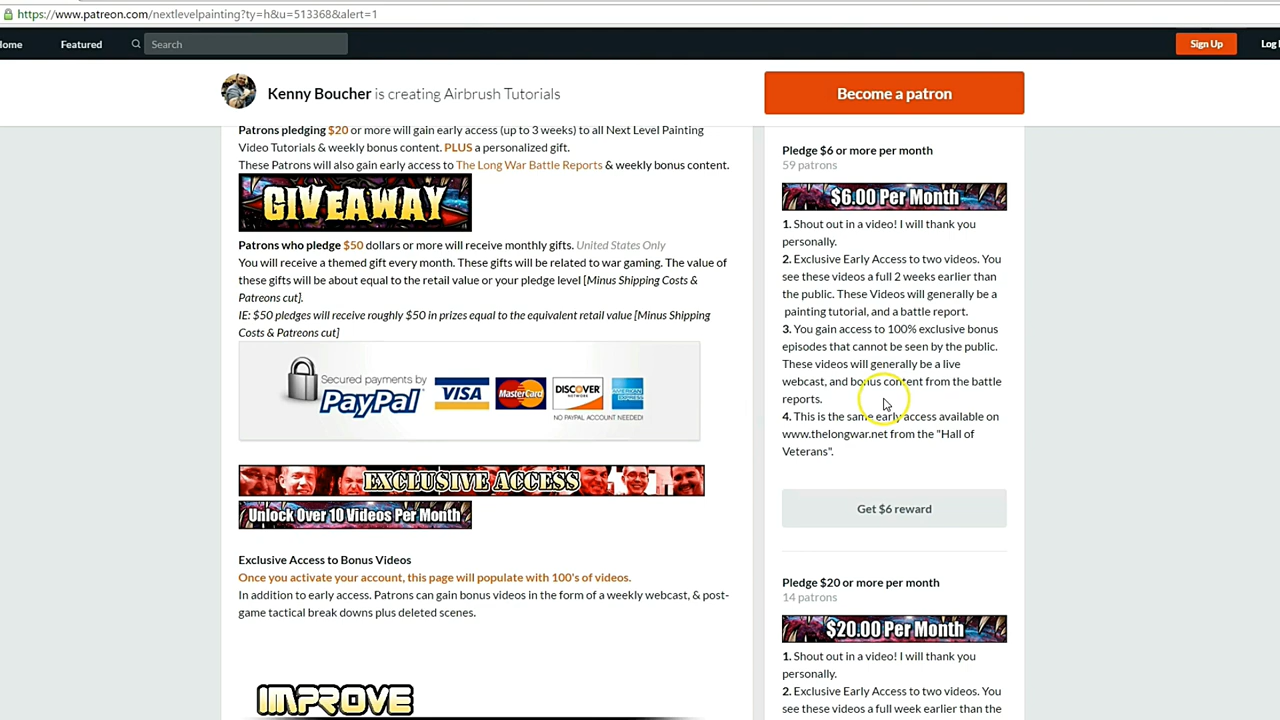 https://www.patreon.com/nextlevelpainting?ty=h&u=513368&alert=1
Home
Featured
Search
Sign Up
Log
Kenny Boucher is creating Airbrush Tutorials
Become a patron
Patrons pledging $20 or more will gain early access (up to 3 weeks) to all Next Level Painting
Video Tutorials & weekly bonus content. PLUS a personalized gift.
These Patrons will also gain early access to The Long War Battle Reports & weekly bonus content.
GIVEAWAY
Patrons who pledge $50 dollars or more will receive monthly gifts. United States Only
You will receive a themed gift every month. These gifts will be related to war gaming. The value of
these gifts will be about equal to the retail value or your pledge level [Minus Shipping Costs &
Patreons cut].
IE: $50 pledges will receive roughly $50 in prizes equal to the equivalent retail value [Minus Shipping
Costs & Patreons cut]
Secured payments by
PayPal
VISA
MasterCard
DISCOVER
NETWORK
AMERICAN
EXPRESS
NO PAYPAL ACCOUNT NEEDED!
EXCLUSIVE ACCESS
Unlock Over 10 Videos Per Month
Exclusive Access to Bonus Videos
Once you activate your account, this page will populate with 100's of videos.
In addition to early access. Patrons can gain bonus videos in the form of a weekly webcast, & post-
game tactical break downs plus deleted scenes.
IMPROVE
Pledge $6 or more per month
59 patrons
$6.00 Per Month
1. Shout out in a video! I will thank you
personally.
2. Exclusive Early Access to two videos. You
see these videos a full 2 weeks earlier than
the public. These Videos will generally be a
painting tutorial, and a battle report.
3. You gain access to 100% exclusive bonus
episodes that cannot be seen by the public.
These videos will generally be a live
webcast, and bonus content from the battle
reports.
4. This is the same early access available on
www.thelongwar.net from the "Hall of
Veterans".
Get $6 reward
Pledge $20 or more per month
14 patrons
$20.00 Per Month
1. Shout out in a video! I will thank you
personally.
2. Exclusive Early Access to two videos. You
see these videos a full week earlier than the